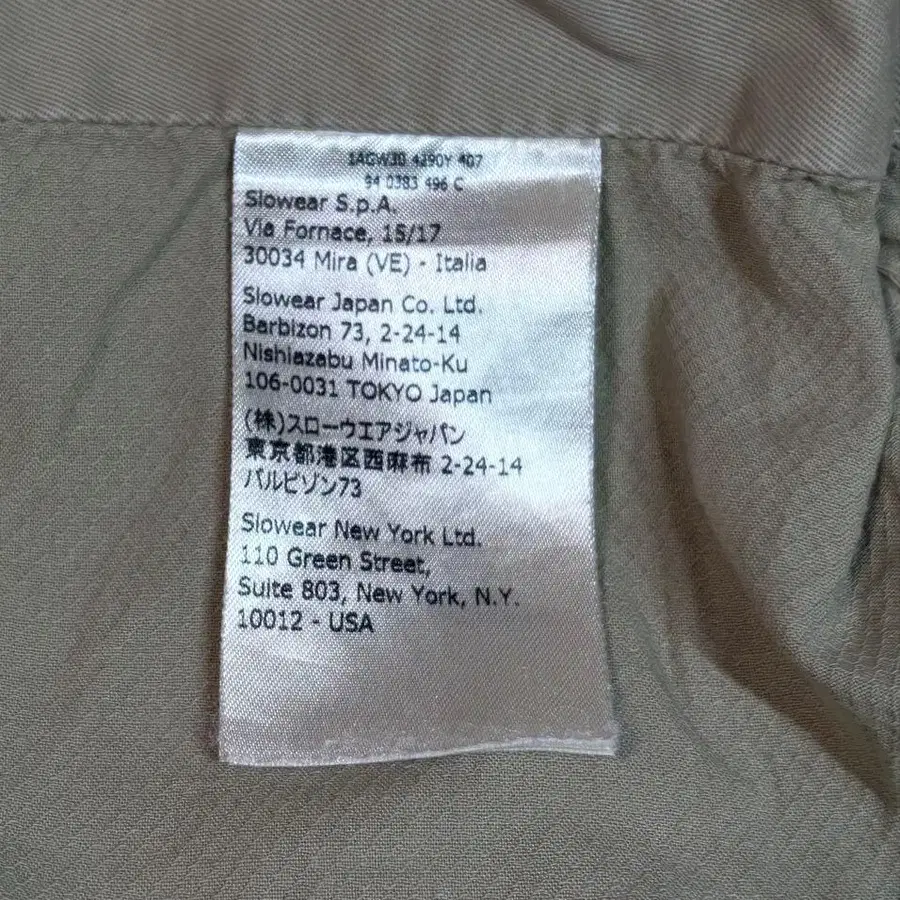 1AGW30 4290Y 407
94 0383 496 C
Slowear S.p.A.
Via Fornace, 15/17
30034 Mira (VE) - Italia
Slowear Japan Co. Ltd.
Barbizon 73, 2-24-14
Nishiazabu Minato-Ku
106-0031 TOKYO Japan
(株)スローウエアジャパン
東京都港区西麻布 2-24-14
バルビゾン73
Slowear New York Ltd.
110 Green Street,
Suite 803, New York, N.Y.
10012 - USA